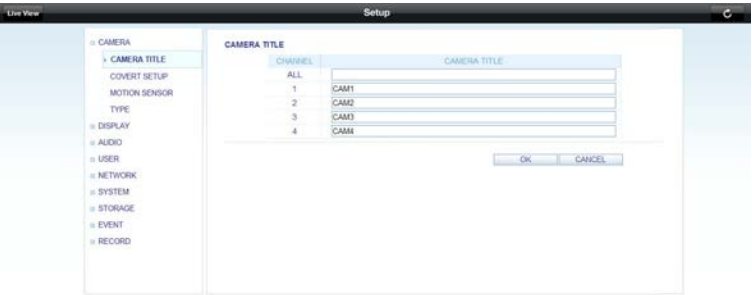 Live View
Setup
CAMERA
CAMERA TITLE
COVERT SETUP
MOTION SENSOR
TYPE
DISPLAY
AUDIO
USER
NETWORK
SYSTEM
STORAGE
EVENT
RECORD
CAMERA TITLE
CHANNEL CAMERA TITLE
ALL
1 CAM1
2 CAM2
3 CAM3
4 CAM4
OK CANCEL